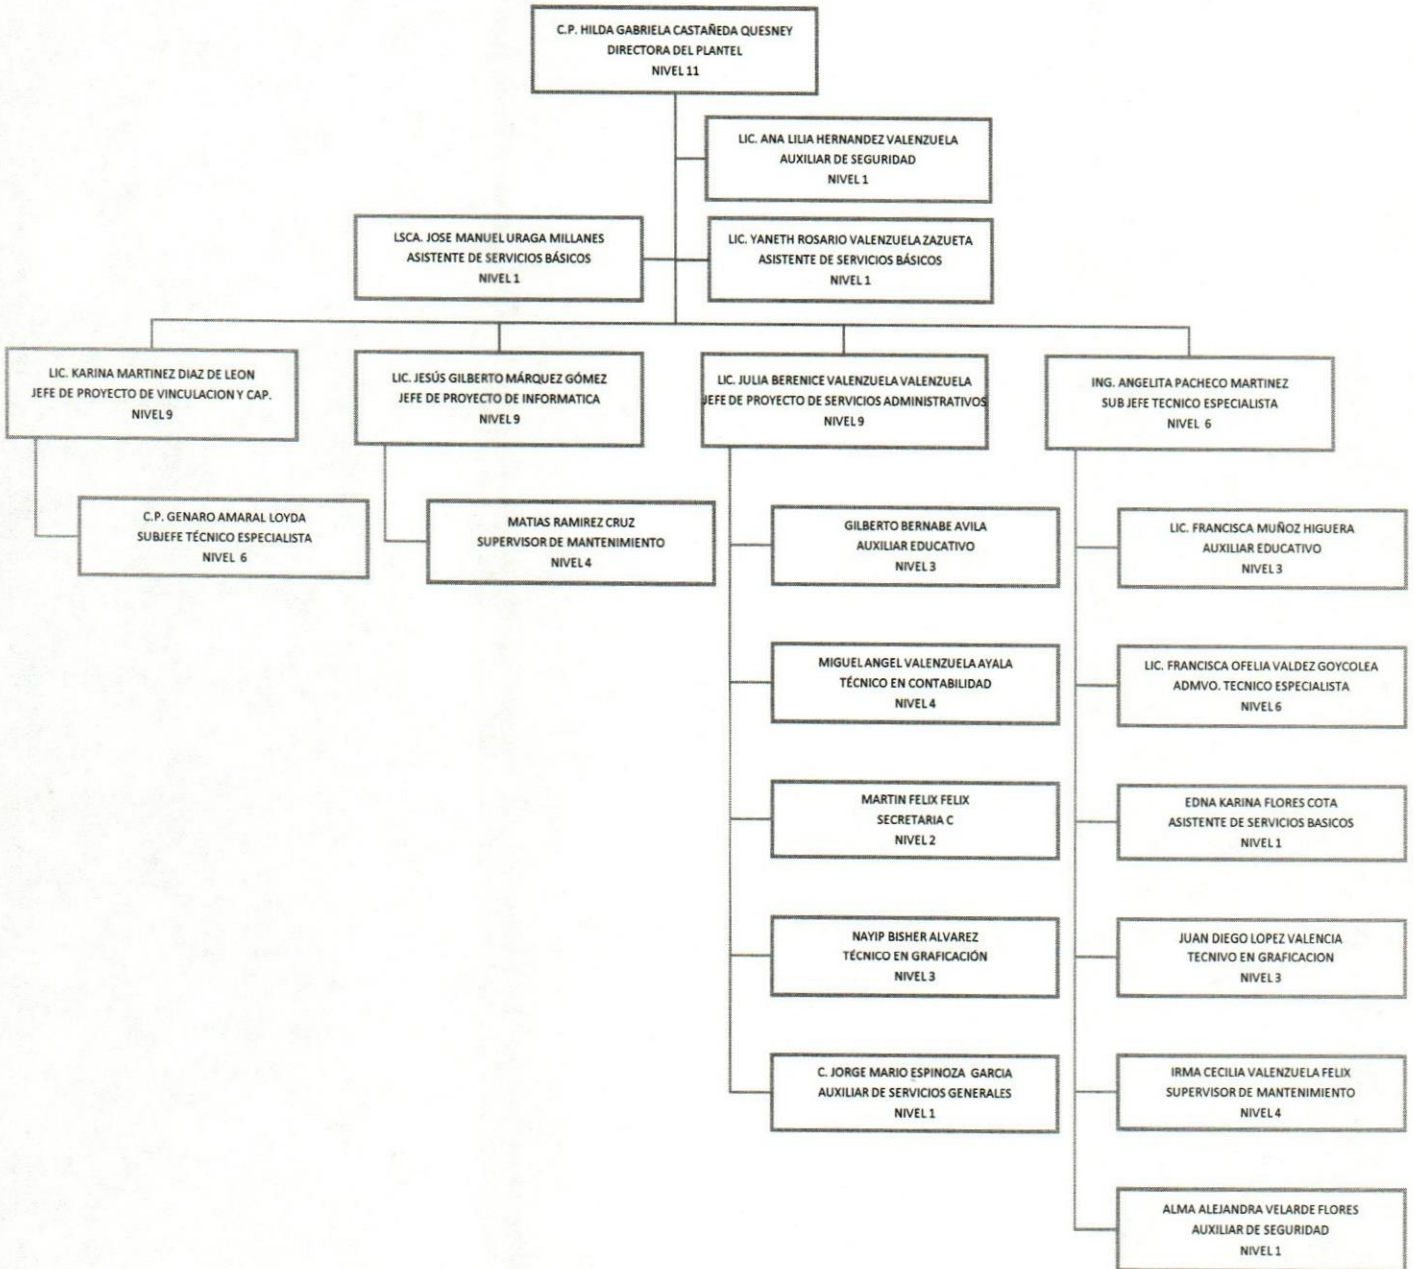 C.P. HILDA GABRIELA CASTAÑEDA QUESNEY
DIRECTORA DEL PLANTEL
NIVEL 11
LIC. ANA LILIA HERNANDEZ VALENZUELA
AUXILIAR DE SEGURIDAD
NIVEL 1
LSCA. JOSE MANUEL URAGA MILLANES
ASISTENTE DE SERVICIOS BÁSICOS
NIVEL 1
LIC. YANETH ROSARIO VALENZUELA ZAZUETA
ASISTENTE DE SERVICIOS BÁSICOS
NIVEL 1
LIC. KARINA MARTINEZ DIAZ DE LEON
JEFE DE PROYECTO DE VINCULACION Y CAP.
NIVEL 9
LIC. JESÚS GILBERTO MÁRQUEZ GÓMEZ
JEFE DE PROYECTO DE INFORMATICA
NIVEL 9
LIC. JULIA BERENICE VALENZUELA VALENZUELA
JEFE DE PROYECTO DE SERVICIOS ADMINISTRATIVOS
NIVEL 9
ING. ANGELITA PACHECO MARTINEZ
SUB JEFE TECNICO ESPECIALISTA
NIVEL 6
C.P. GENARO AMARAL LOYDA
SUBJEFE TÉCNICO ESPECIALISTA
NIVEL 6
MATIAS RAMIREZ CRUZ
SUPERVISOR DE MANTENIMIENTO
NIVEL 4
GILBERTO BERNABE AVILA
AUXILIAR EDUCATIVO
NIVEL 3
MIGUEL ANGEL VALENZUELA AYALA
TÉCNICO EN CONTABILIDAD
NIVEL 4
MARTIN FELIX FELIX
SECRETARIA C
NIVEL 2
NAYIP BISHER ALVAREZ
TÉCNICO EN GRAFICACIÓN
NIVEL 3
C. JORGE MARIO ESPINOZA GARCIA
AUXILIAR DE SERVICIOS GENERALES
NIVEL 1
LIC. FRANCISCA MUÑOZ HIGUERA
AUXILIAR EDUCATIVO
NIVEL 3
LIC. FRANCISCA OFELIA VALDEZ GOYCOLEA
ADMVO. TECNICO ESPECIALISTA
NIVEL 6
EDNA KARINA FLORES COTA
ASISTENTE DE SERVICIOS BASICOS
NIVEL 1
JUAN DIEGO LOPEZ VALENCIA
TECNIVO EN GRAFICACION
NIVEL 3
IRMA CECILIA VALENZUELA FELIX
SUPERVISOR DE MANTENIMIENTO
NIVEL 4
ALMA ALEJANDRA VELARDE FLORES
AUXILIAR DE SEGURIDAD
NIVEL 1